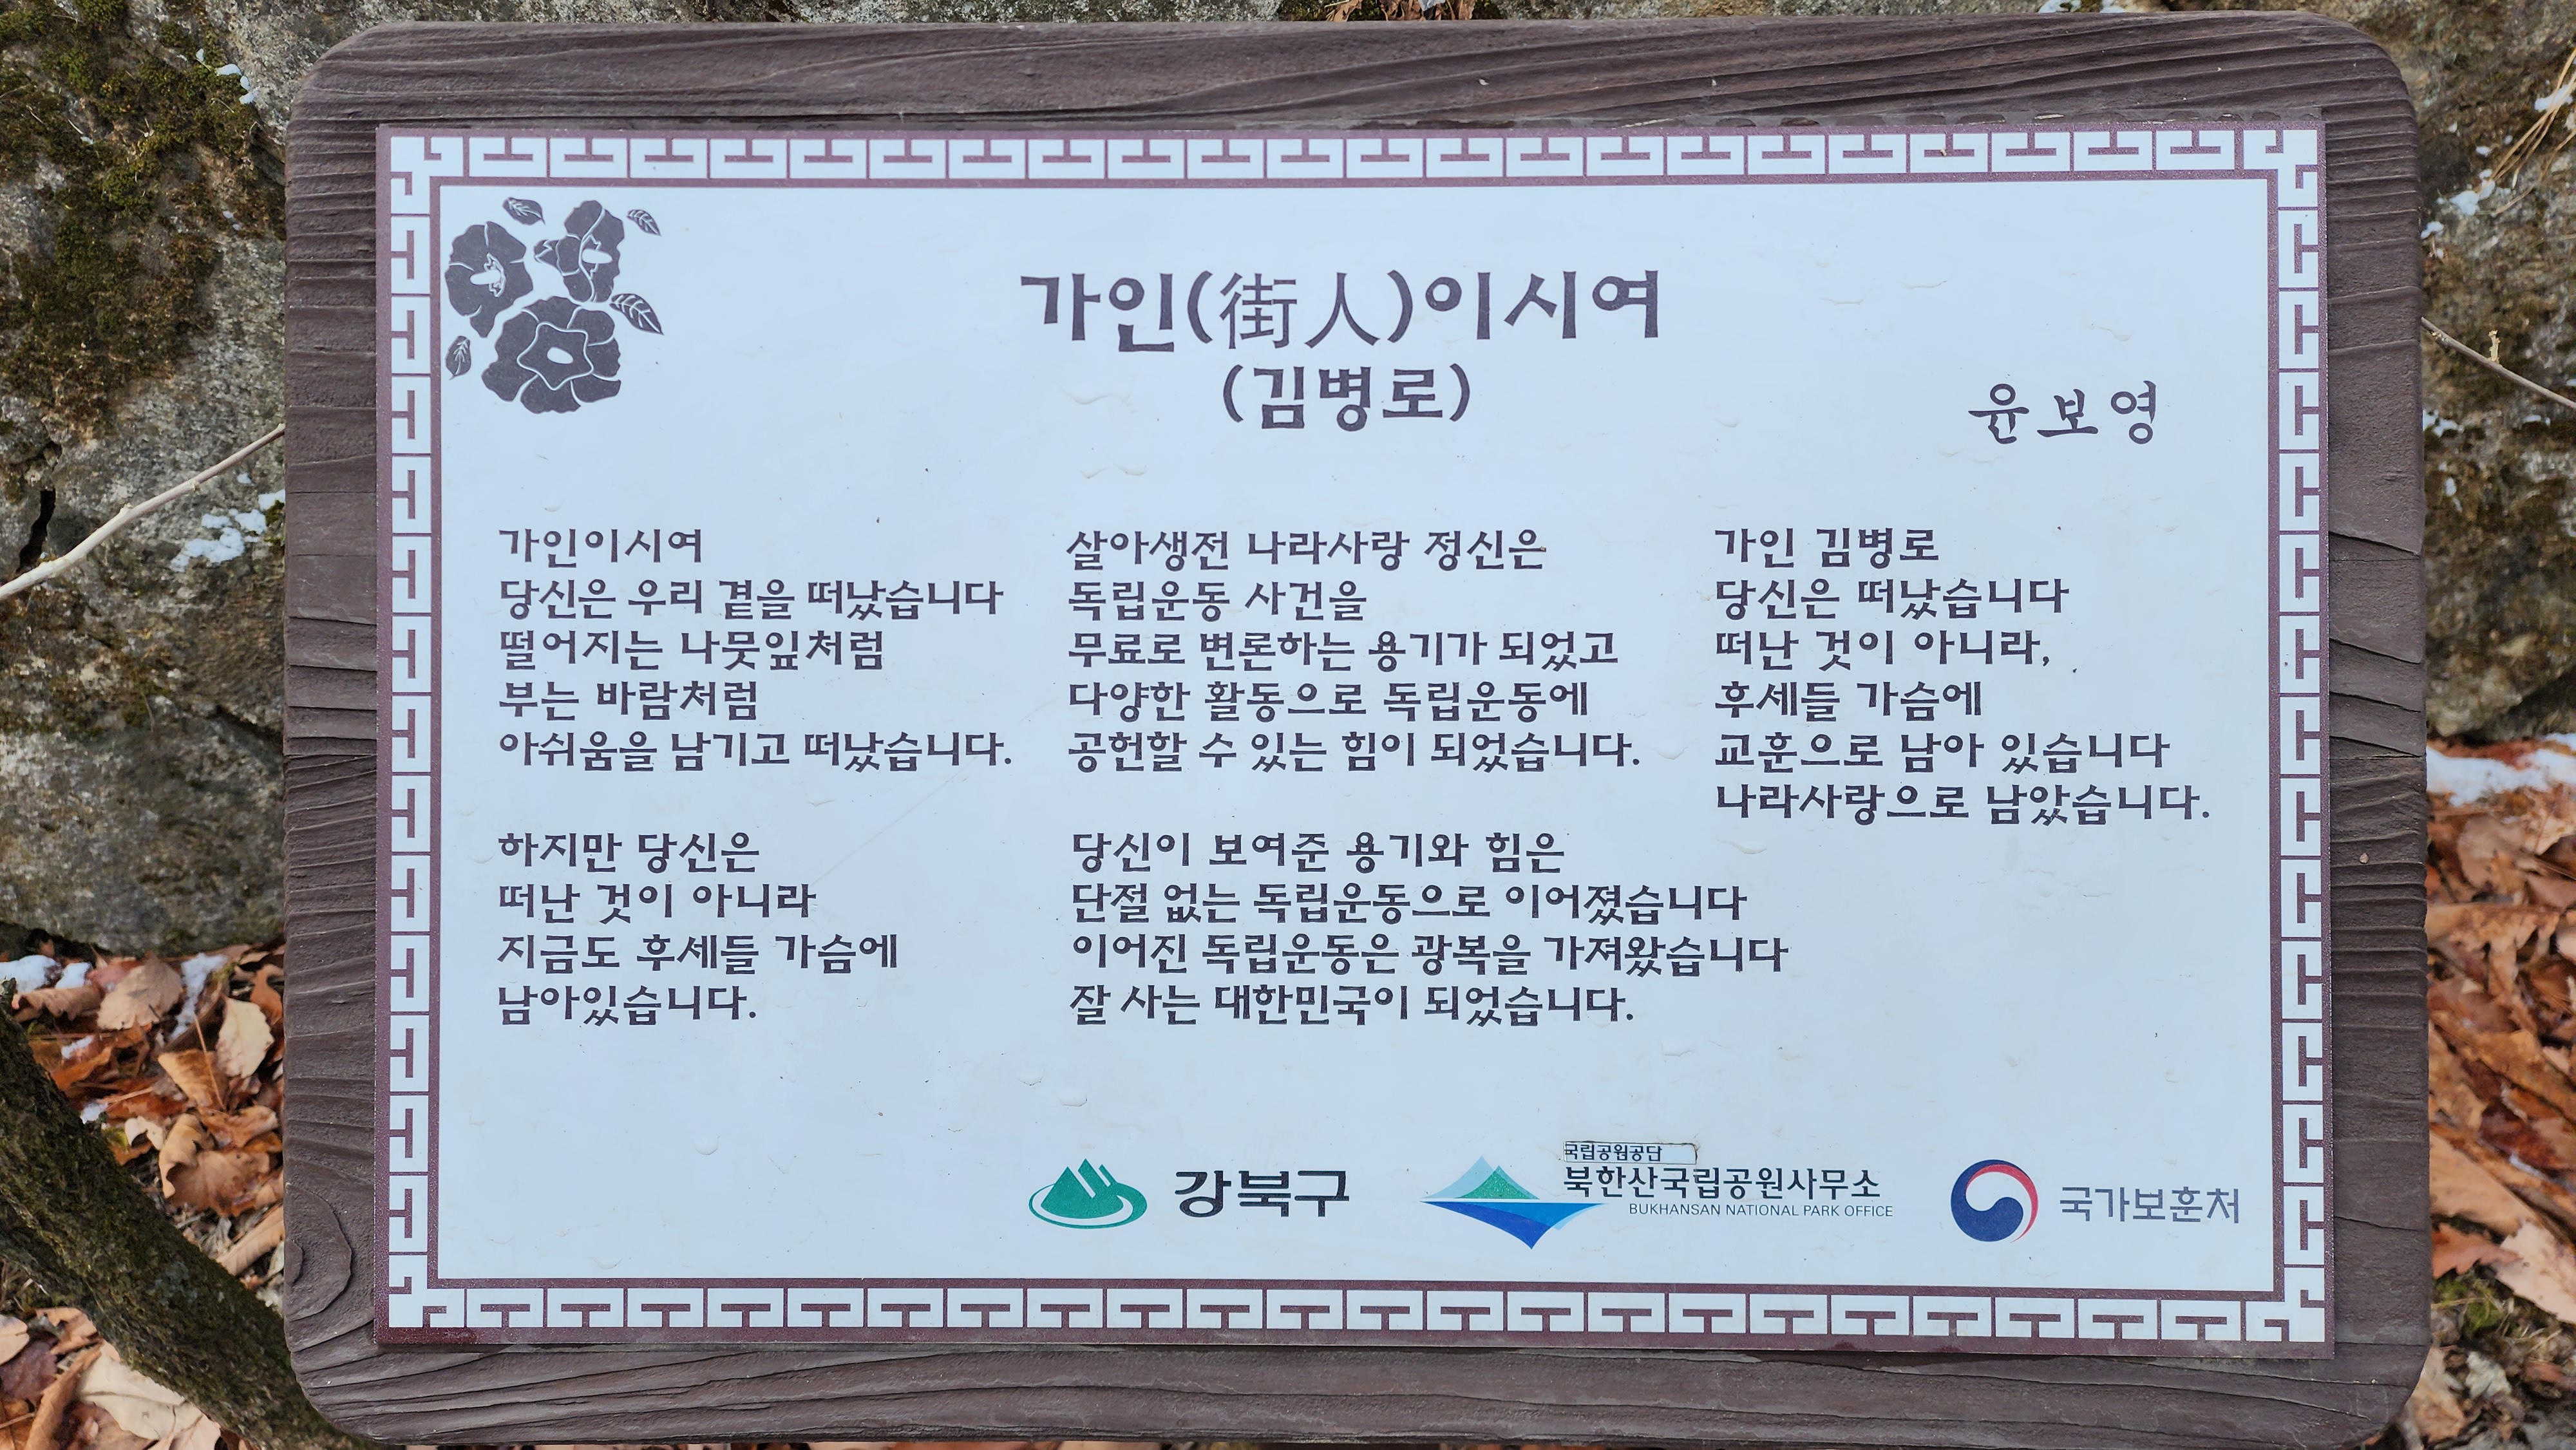 가인(街人)이시여
(김병로)
윤보영
가인이시여
당신은 우리 곁을 떠났습니다
떨어지는 나뭇잎처럼
부는 바람처럼
아쉬움을 남기고 떠났습니다.
하지만 당신은
떠난 것이 아니라
지금도 후세들 가슴에
남아있습니다.
살아생전 나라사랑 정신은
독립운동 사건을
무료로 변론하는 용기가 되었고
다양한 활동으로 독립운동에
공헌할 수 있는 힘이 되었습니다.
당신이 보여준 용기와 힘은
단절 없는 독립운동으로 이어졌습니다
이어진 독립운동은 광복을 가져왔습니다
잘 사는 대한민국이 되었습니다.
가인 김병로
당신은 떠났습니다
떠난 것이 아니라,
후세들 가슴에
교훈으로 남아 있습니다
나라사랑으로 남았습니다.
강북구
국립공원공단
북한산국립공원사무소
BUKHANSAN NATIONAL PARK OFFICE
국가보훈처